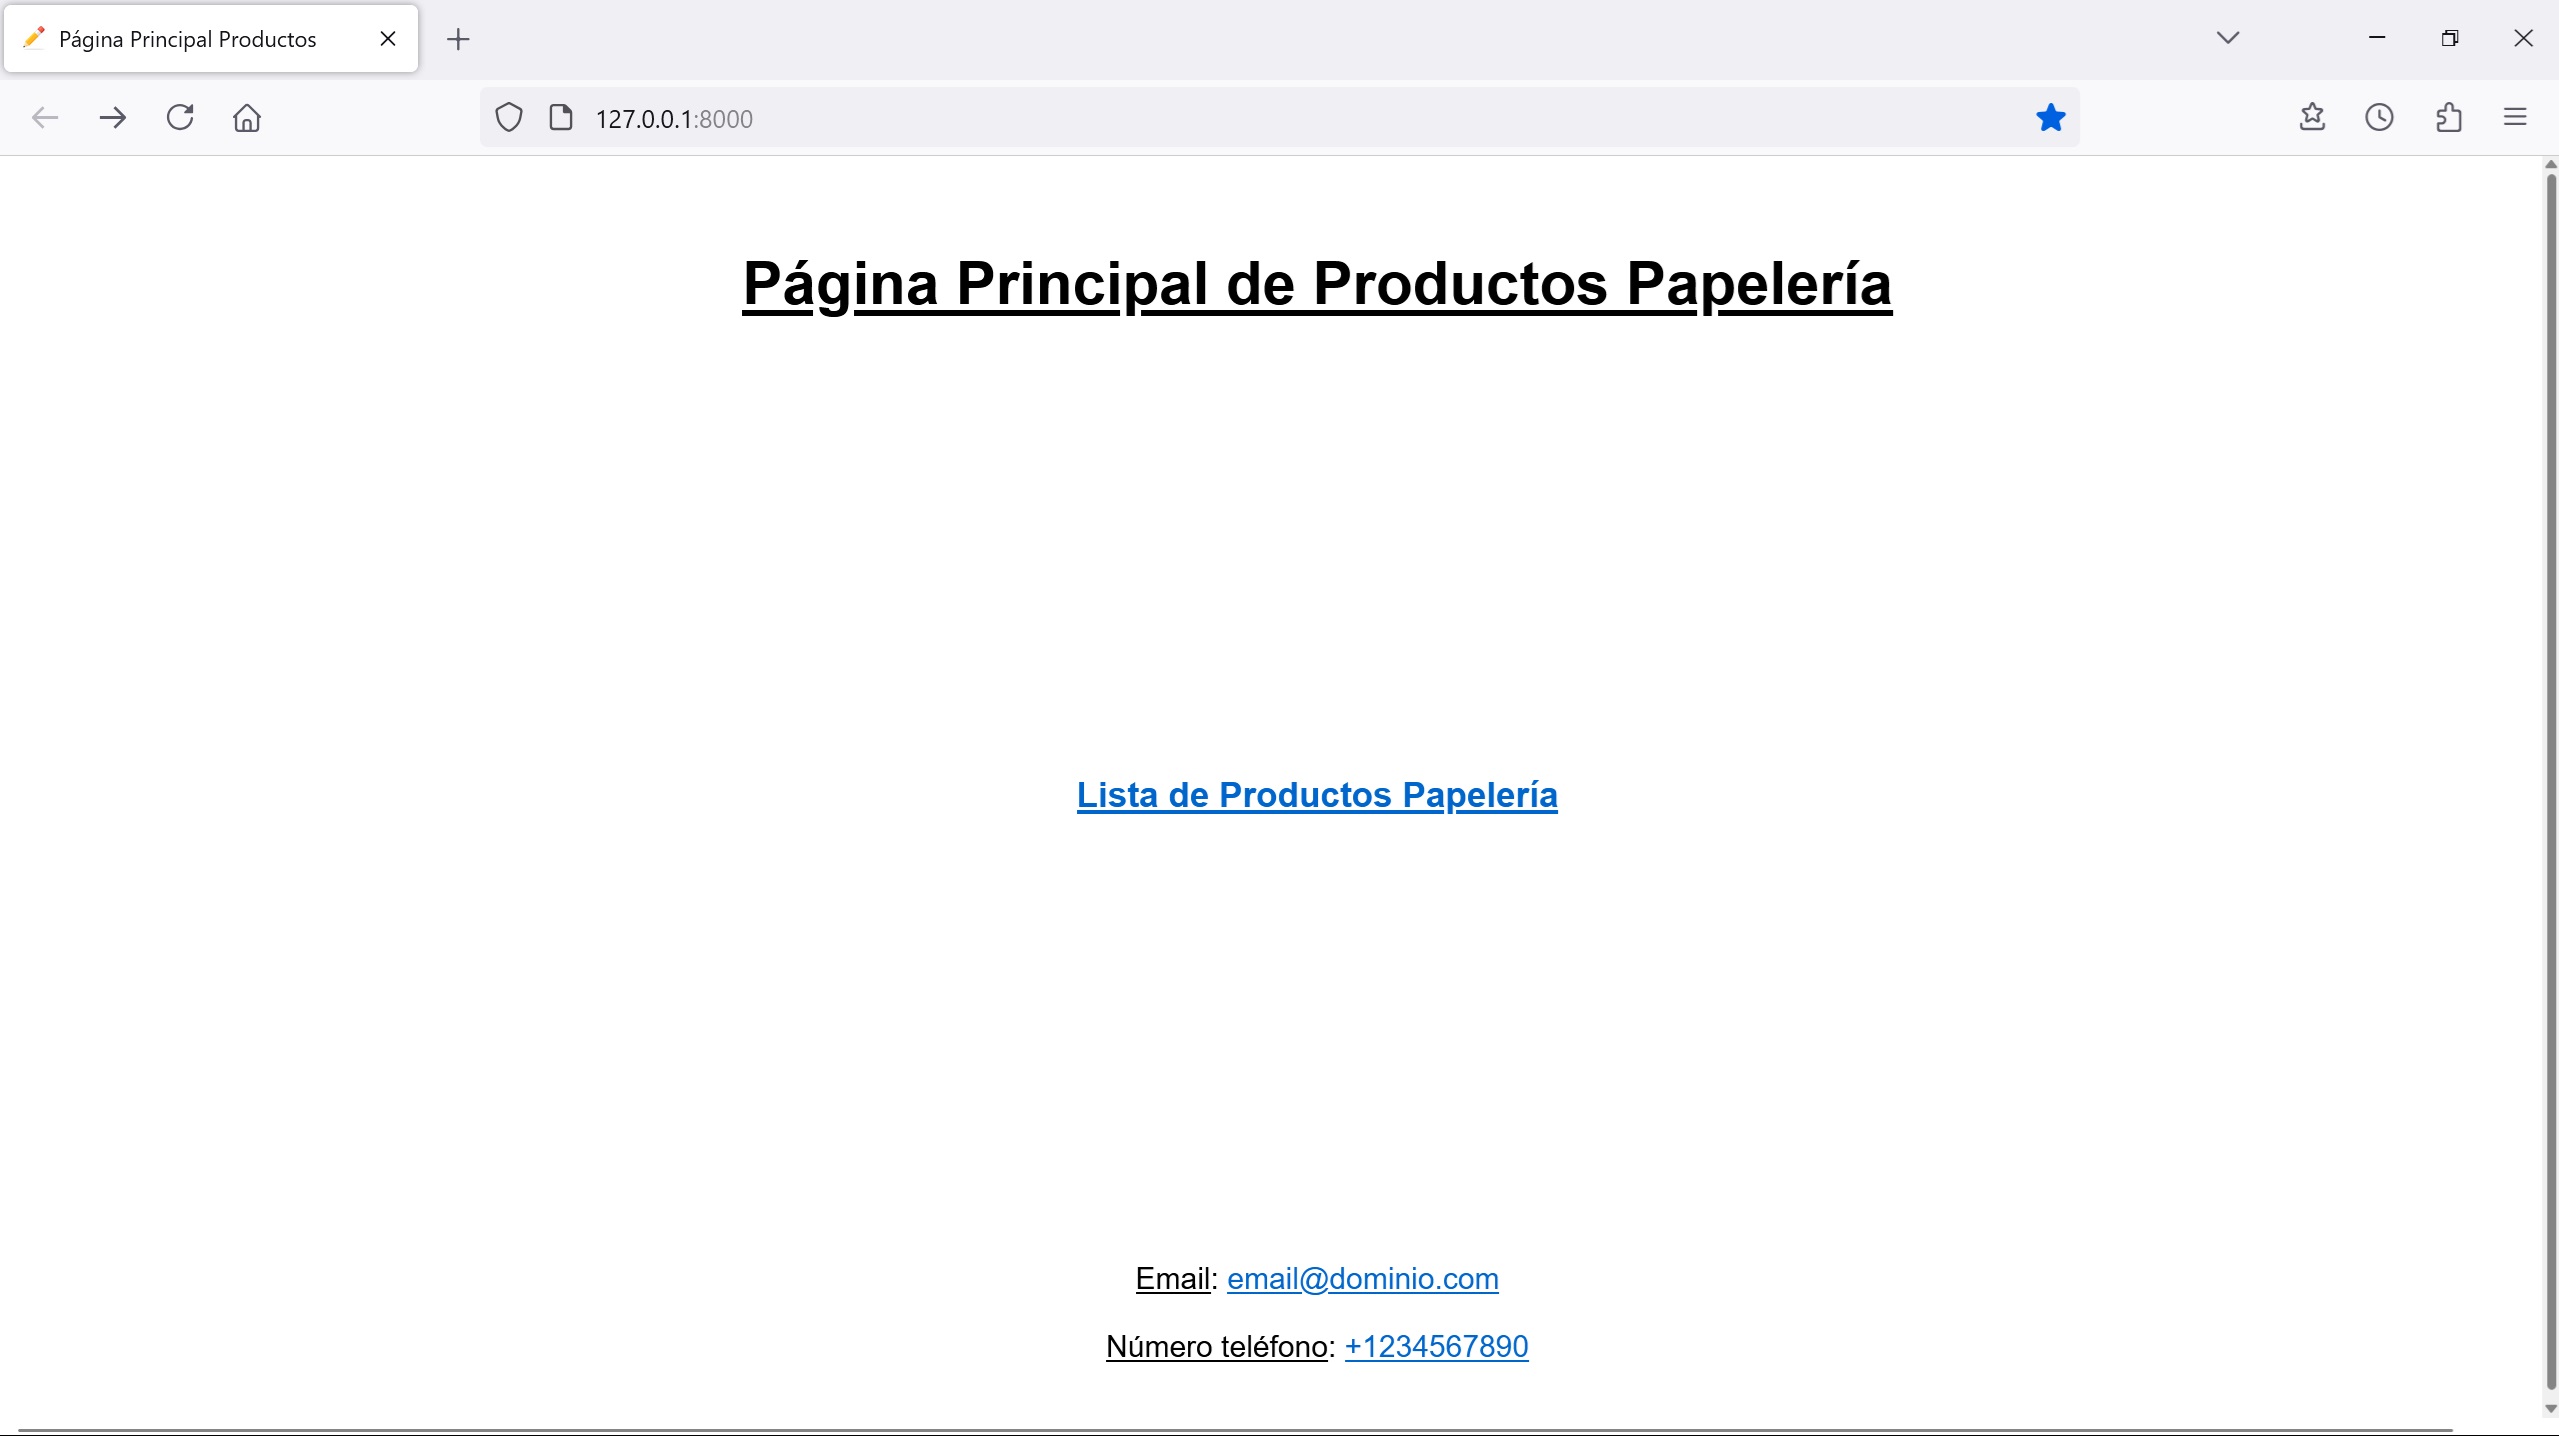 Página Principal Productos
127.0.0.1:8000
Página Principal de Productos Papelería
Lista de Productos Papelería
Email: email@dominio.com
Número teléfono: +1234567890